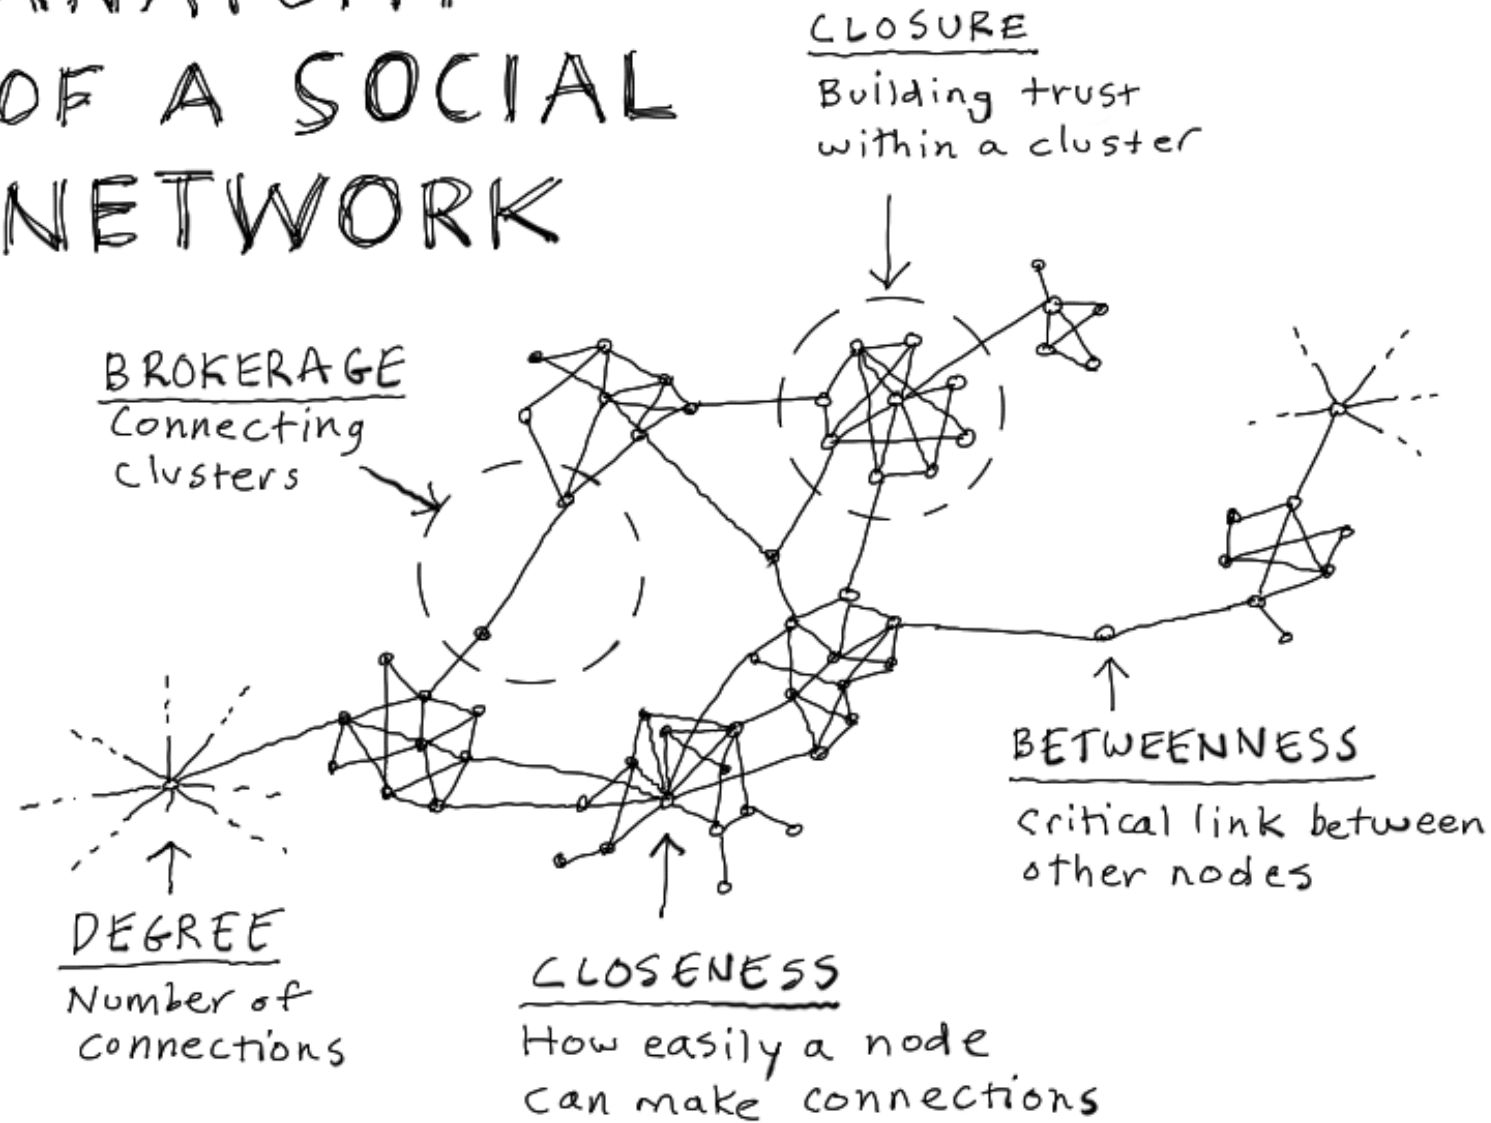 ANATOMY
OF A SOCIAL
NETWORK
CLOSURE
Building trust
within a cluster
BROKERAGE
Connecting
clusters
BETWEENNESS
Critical link between
other nodes
DEGREE
Number of
connections
CLOSENESS
How easily a node
can make connections